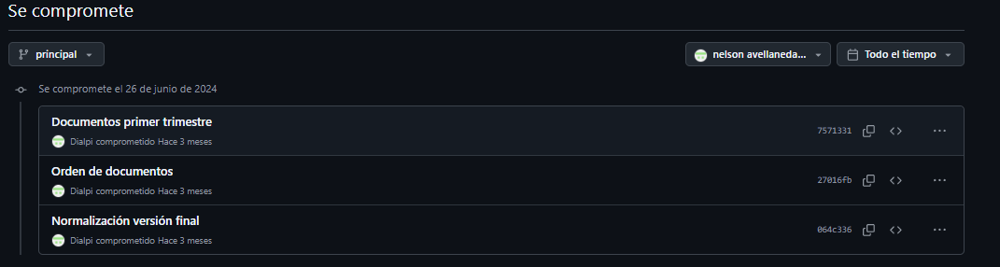 Se compromete
principal
nelson avellaneda...
Todo el tiempo
Se compromete el 26 de junio de 2024
Documentos primer trimestre
7571331
Dialpi comprometido Hace 3 meses
Orden de documentos
27016fb
Dialpi comprometido Hace 3 meses
Normalización versión final
064c336
Dialpi comprometido Hace 3 meses